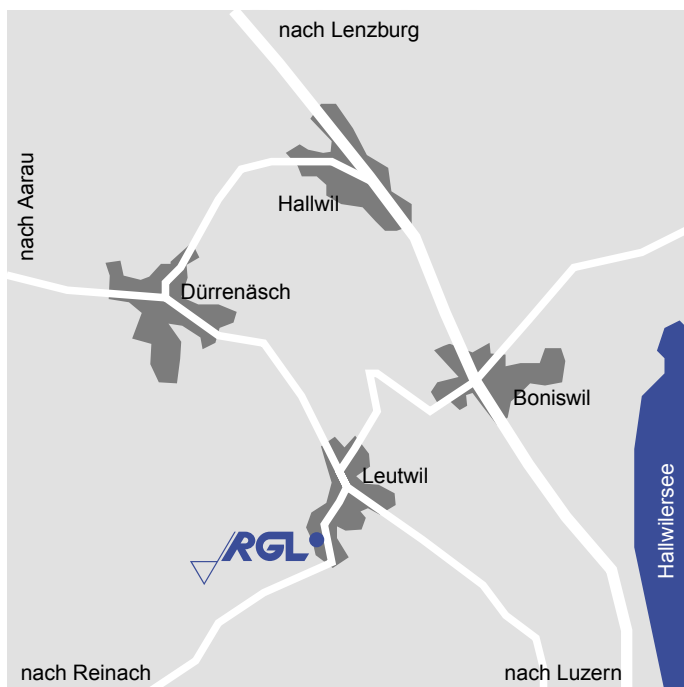 nach Lenzburg
nach Aarau
Hallwil
Dürrenäsch
Boniswil
Leutwil
Hallwilersee
RGL
nach Reinach
nach Luzern